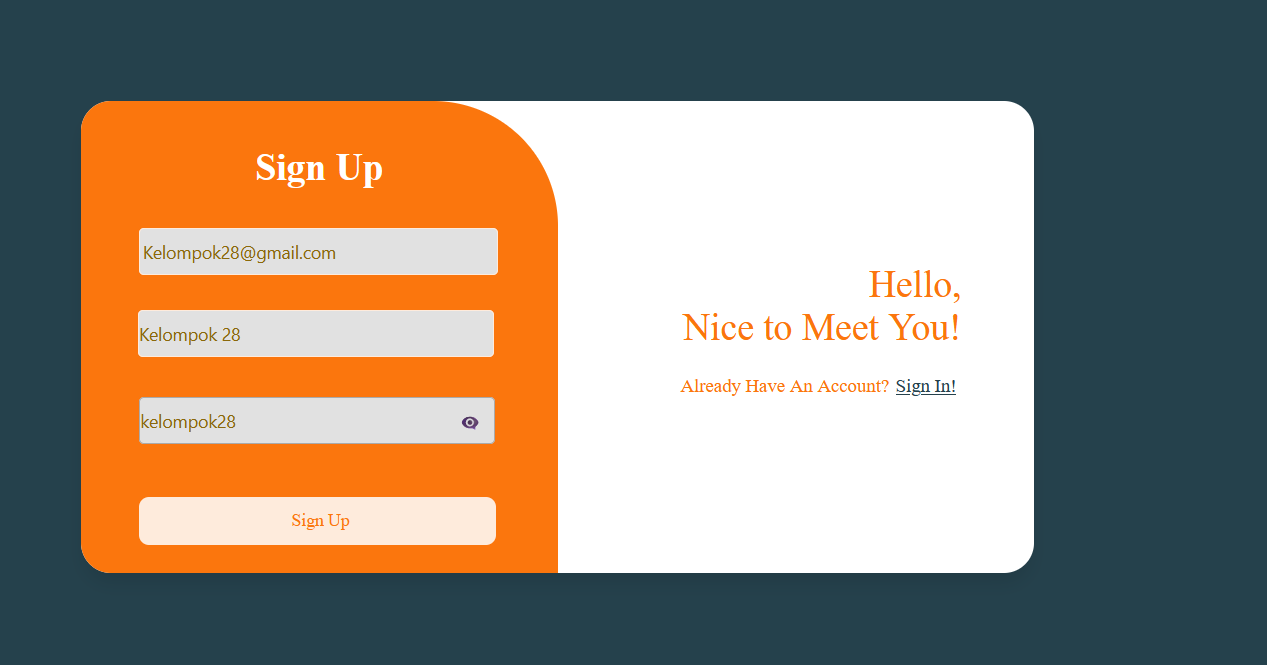 Sign Up
Kelompok28@gmail.com
Kelompok 28
kelompok28
Sign Up
Hello,
Nice to Meet You!
Already Have An Account? Sign In!